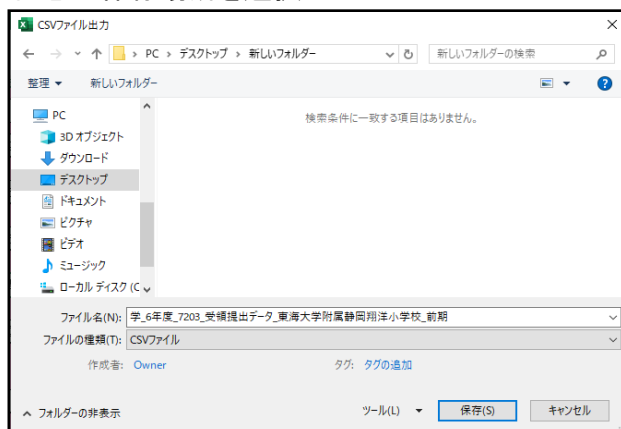 CSVファイル出力
PC › デスクトップ › 新しいフォルダー
新しいフォルダーの検索
整理 新しいフォルダー
PC
検索条件に一致する項目はありません。
3D オブジェクト
ダウンロード
デスクトップ
ドキュメント
ピクチャ
ビデオ
ミュージック
ローカル ディスク (C
ファイル名(N): 学_6年度_7203_受領提出データ_東海大学付属静岡翔洋小学校_前期
ファイルの種類(T): CSVファイル
作成者: Owner タグ: タグの追加
フォルダーの非表示 ツール(L) 保存(S) キャンセル